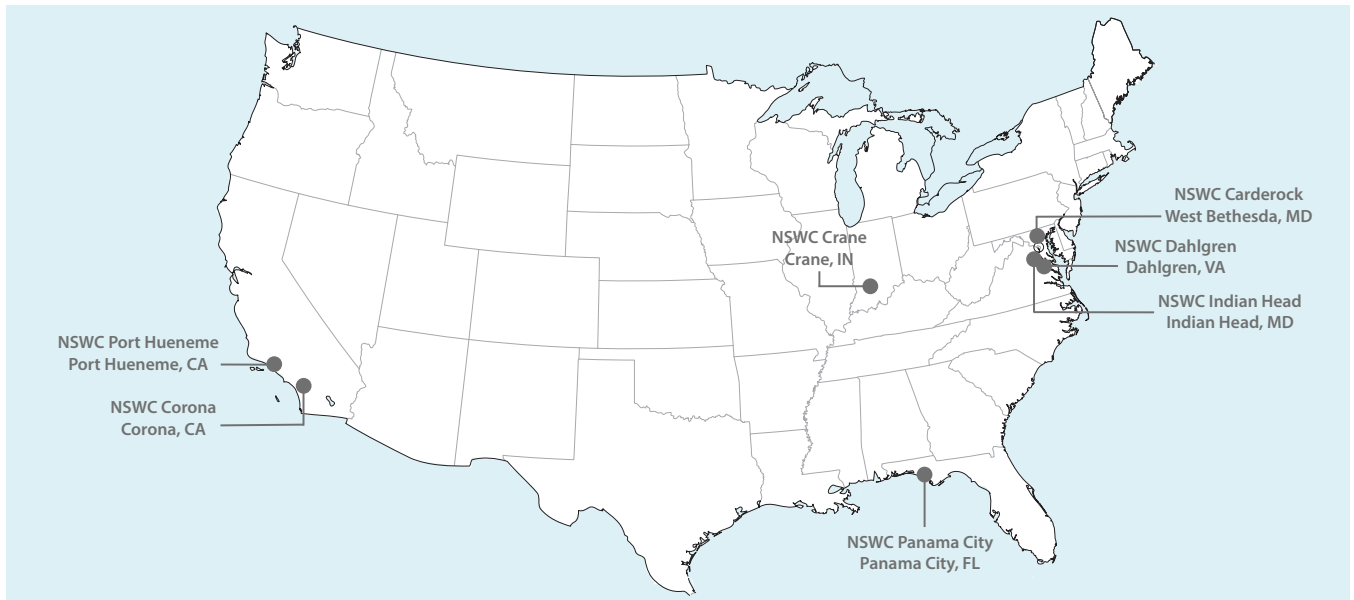 NSWC Carderock
West Bethesda, MD
NSWC Crane
Crane, IN
NSWC Dahlgren
Dahlgren, VA
NSWC Indian Head
Indian Head, MD
NSWC Port Hueneme
Port Hueneme, CA
NSWC Corona
Corona, CA
NSWC Panama City
Panama City, FL